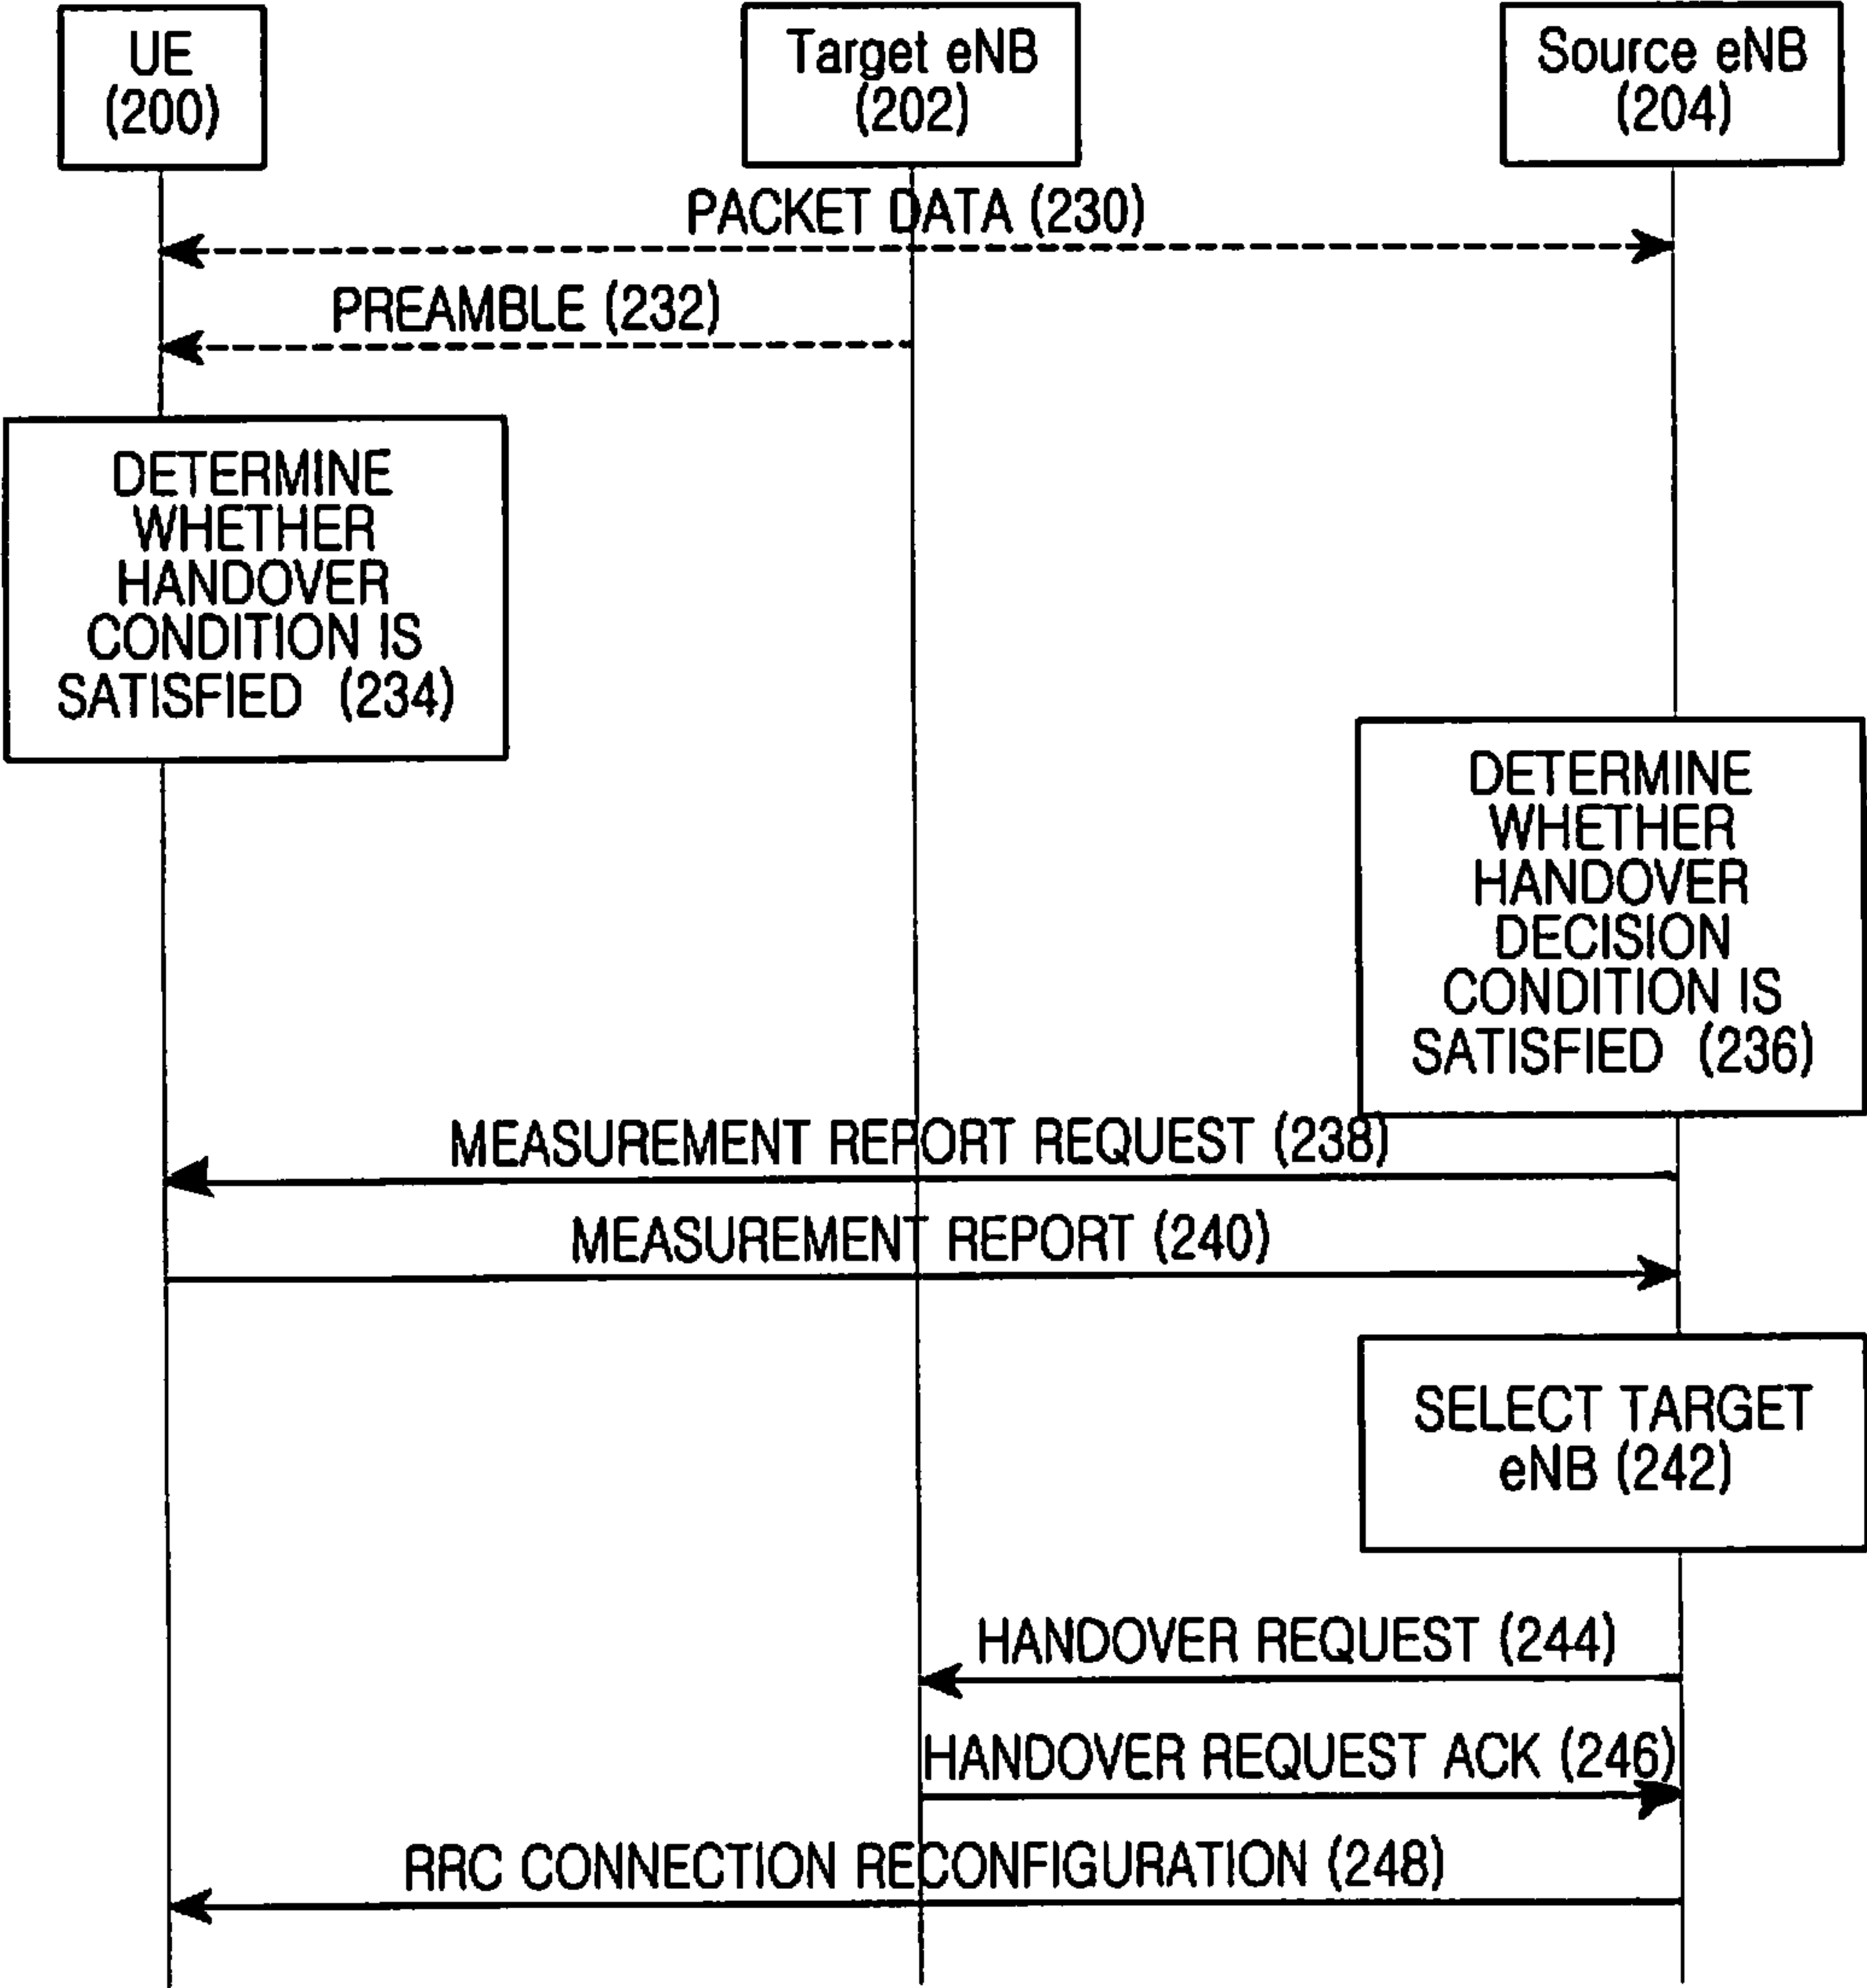 UE
(200)
Target eNB
(202)
Source eNB
(204)
PACKET DATA (230)
PREAMBLE (232)
DETERMINE
WHETHER
HANDOVER
CONDITION IS
SATISFIED (234)
DETERMINE
WHETHER
HANDOVER
DECISION
CONDITION IS
SATISFIED (236)
MEASUREMENT REPORT REQUEST (238)
MEASUREMENT REPORT (240)
SELECT TARGET
eNB (242)
HANDOVER REQUEST (244)
HANDOVER REQUEST ACK (246)
RRC CONNECTION RECONFIGURATION (248)